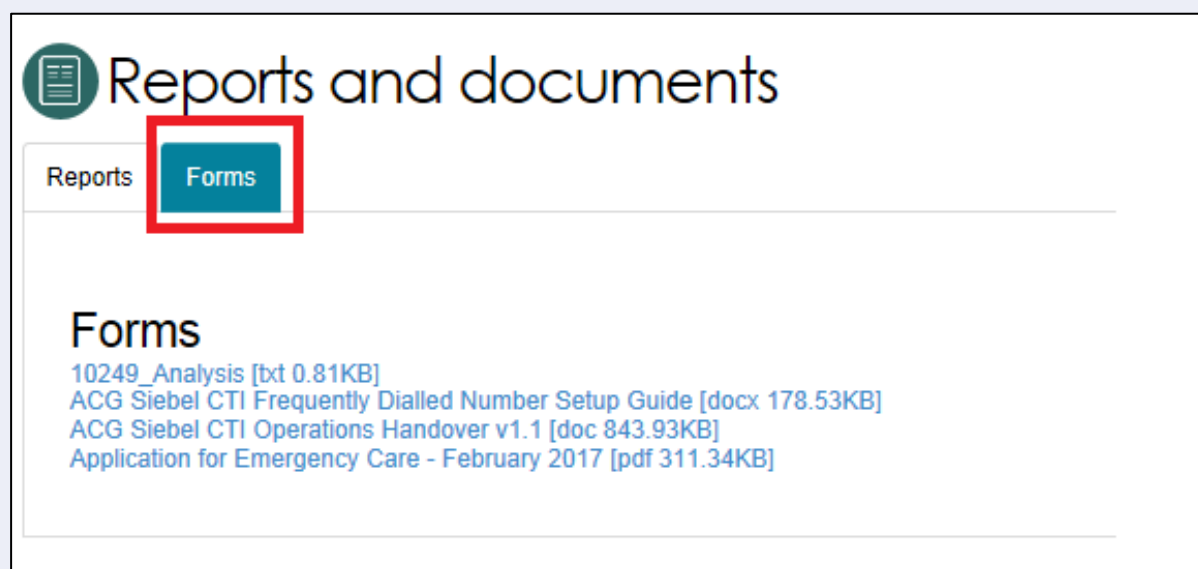 Reports and documents
Reports Forms
Forms
10249_Analysis [txt 0.81KB]
ACG Siebel CTI Frequently Dialled Number Setup Guide [docx 178.53KB]
ACG Siebel CTI Operations Handover v1.1 [doc 843.93KB]
Application for Emergency Care - February 2017 [pdf 311.34KB]